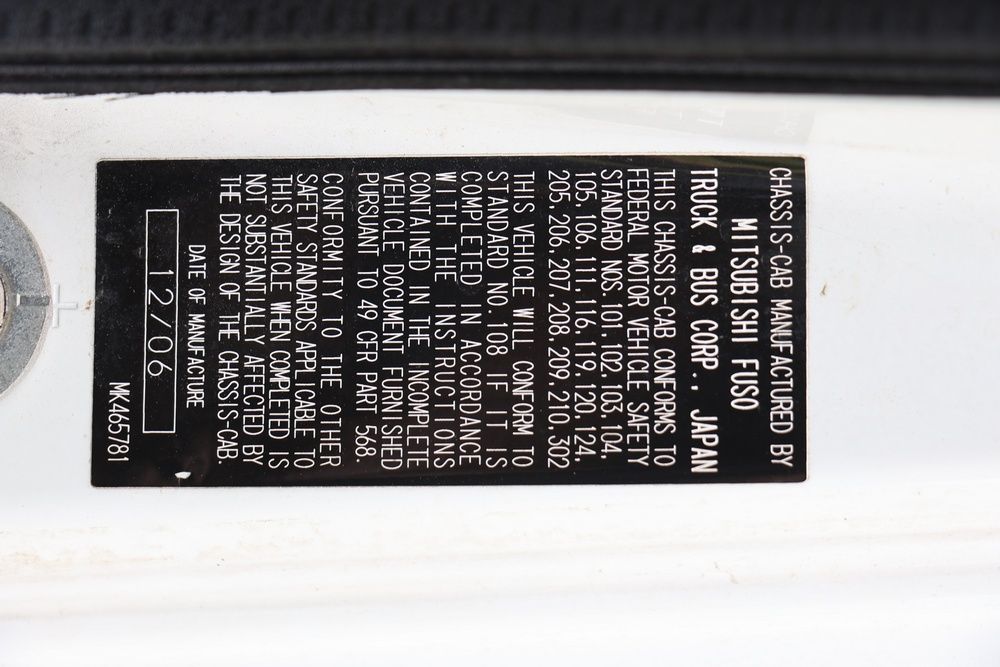 CHASSIS-CAB MANUFACTURED BY
MITSUBISHI FUSO
TRUCK & BUS CORP., JAPAN
THIS CHASSIS-CAB CONFORMS TO
FEDERAL MOTOR VEHICLE SAFETY
STANDARD NOS. 101, 102, 103, 104,
105, 106, 111, 116, 119, 120, 124,
205, 206, 207, 208, 209, 210, 302
THIS VEHICLE WILL CONFORM TO
STANDARD NO. 108 IF IT IS
COMPLETED IN ACCORDANCE
WITH THE INSTRUCTIONS
CONTAINED IN THE INCOMPLETE
VEHICLE DOCUMENT FURNISHED
PURSUANT TO 49 CFR PART 568.
CONFORMITY TO THE OTHER
SAFETY STANDARDS APPLICABLE TO
THIS VEHICLE WHEN COMPLETED IS
NOT SUBSTANTIALLY AFFECTED BY
THE DESIGN OF THE CHASSIS-CAB.
DATE OF MANUFACTURE
12/06
MK465781